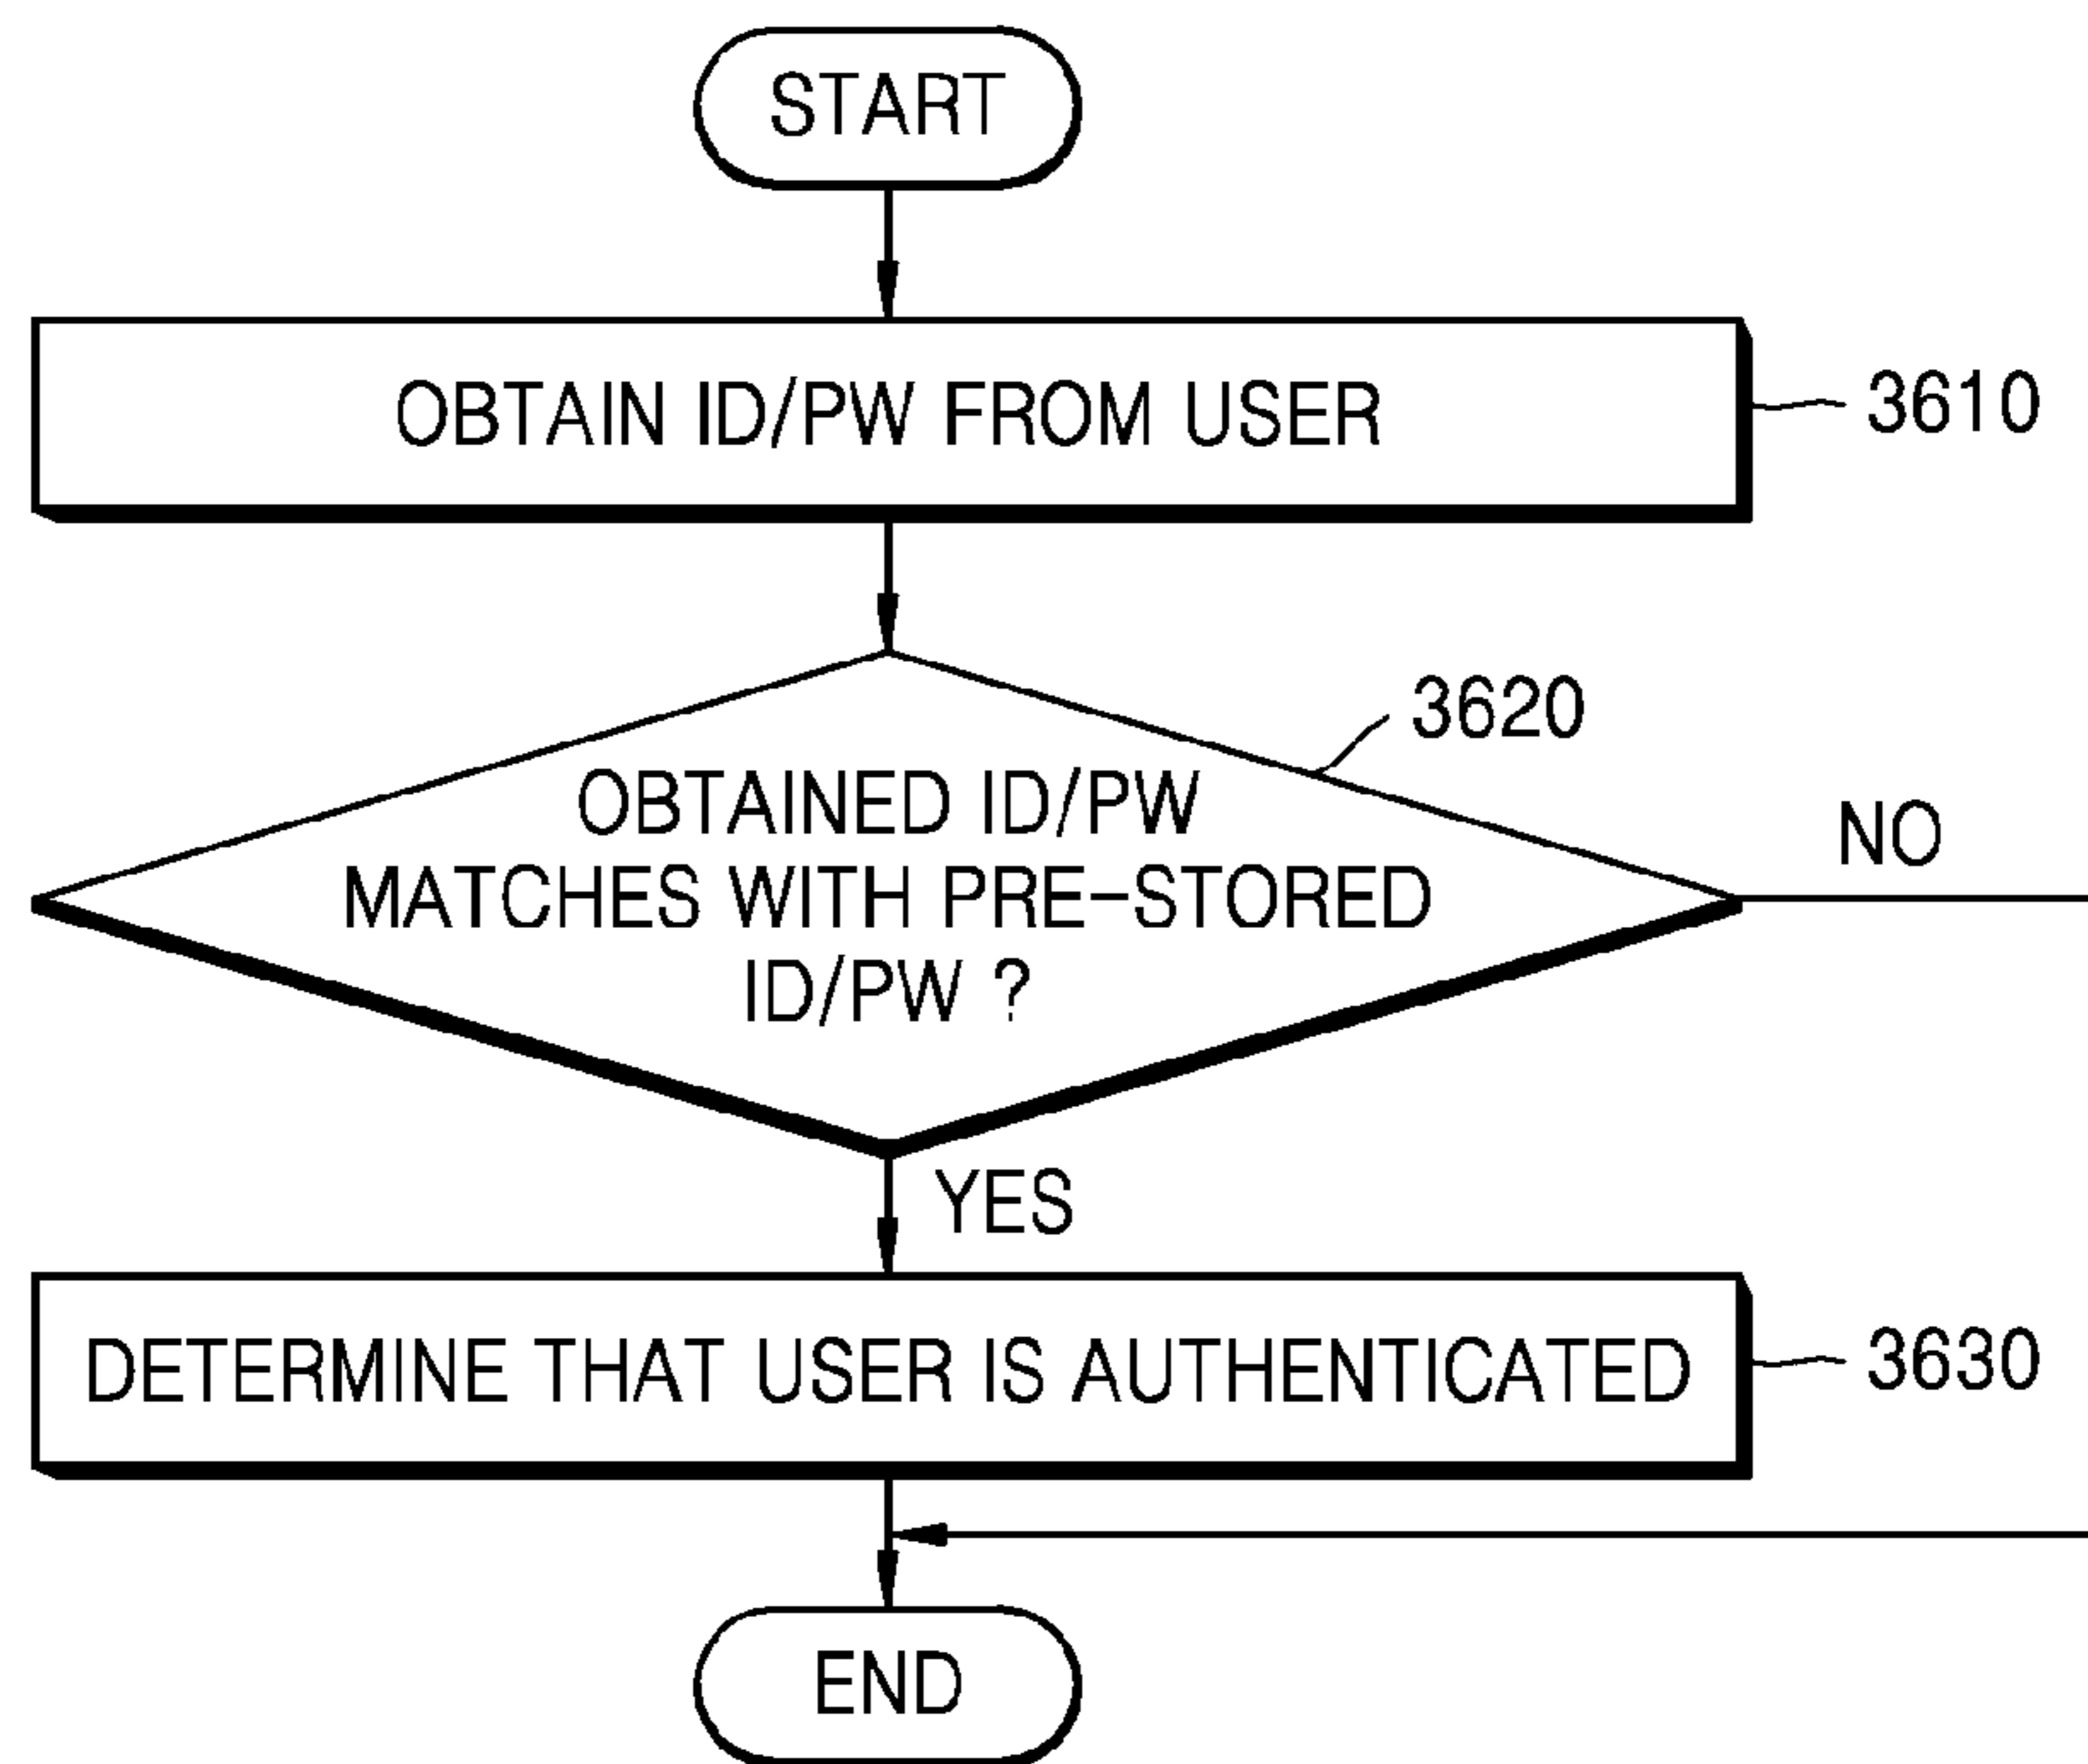 START
OBTAIN ID/PW FROM USER
3610
3620
OBTAINED ID/PW
MATCHES WITH PRE-STORED
ID/PW ?
NO
YES
DETERMINE THAT USER IS AUTHENTICATED
3630
END